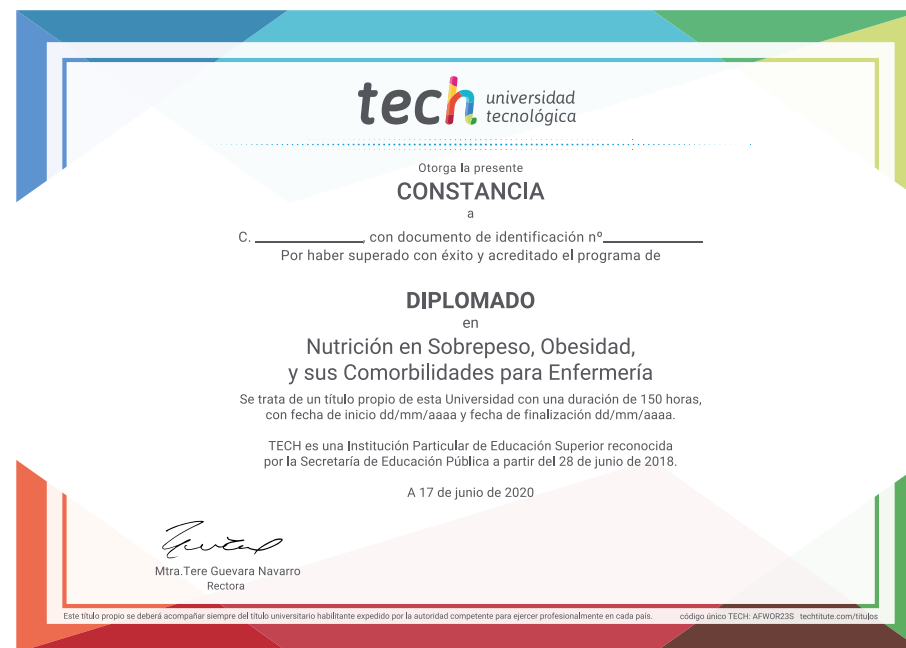 tech universidad
tecnológica
Otorga la presente
CONSTANCIA
a
C. ______________, con documento de identificación nº______________
Por haber superado con éxito y acreditado el programa de
DIPLOMADO
en
Nutrición en Sobrepeso, Obesidad,
y sus Comorbilidades para Enfermería
Se trata de un título propio de esta Universidad con una duración de 150 horas,
con fecha de inicio dd/mm/aaaa y fecha de finalización dd/mm/aaaa.
TECH es una Institución Particular de Educación Superior reconocida
por la Secretaría de Educación Pública a partir del 28 de junio de 2018.
A 17 de junio de 2020
Mtra.Tere Guevara Navarro
Rectora
Este título propio se deberá acompañar siempre del título universitario habilitante expedido por la autoridad competente para ejercer profesionalmente en cada país. código único TECH: AFWOR23S techtitute.com/titulos